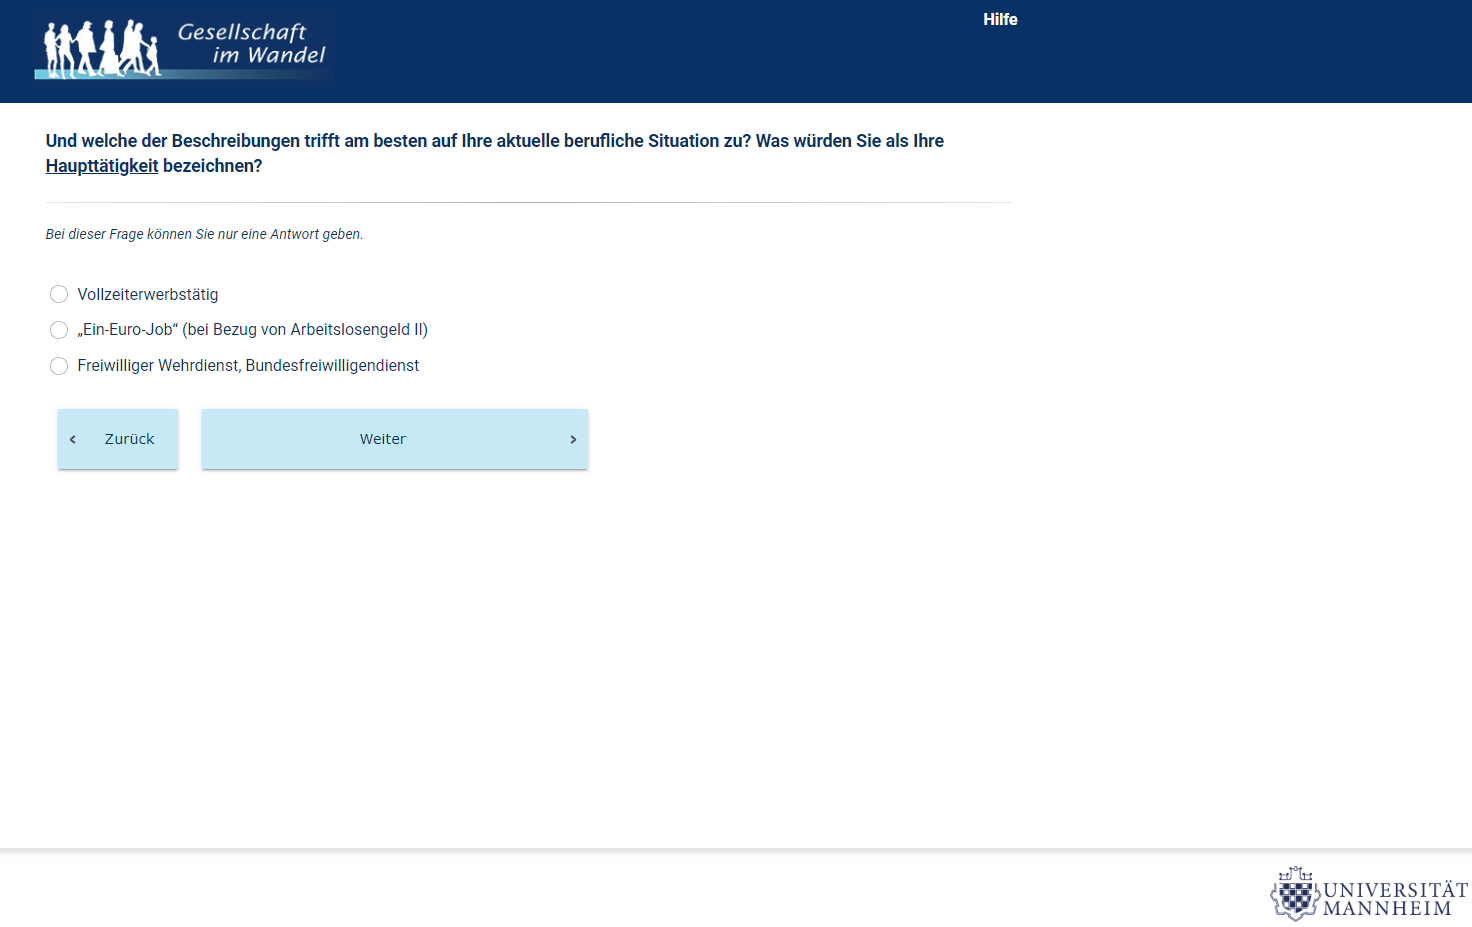 Gesellschaft
im Wandel
Hilfe
Und welche der Beschreibungen trifft am besten auf Ihre aktuelle berufliche Situation zu? Was würden Sie als Ihre
Haupttätigkeit bezeichnen?
Bei dieser Frage können Sie nur eine Antwort geben.
Vollzeiterwerbstätig
„Ein-Euro-Job“ (bei Bezug von Arbeitslosengeld II)
Freiwilliger Wehrdienst, Bundesfreiwilligendienst
Zurück
Weiter
UNIVERSITÄT
MANNHEIM